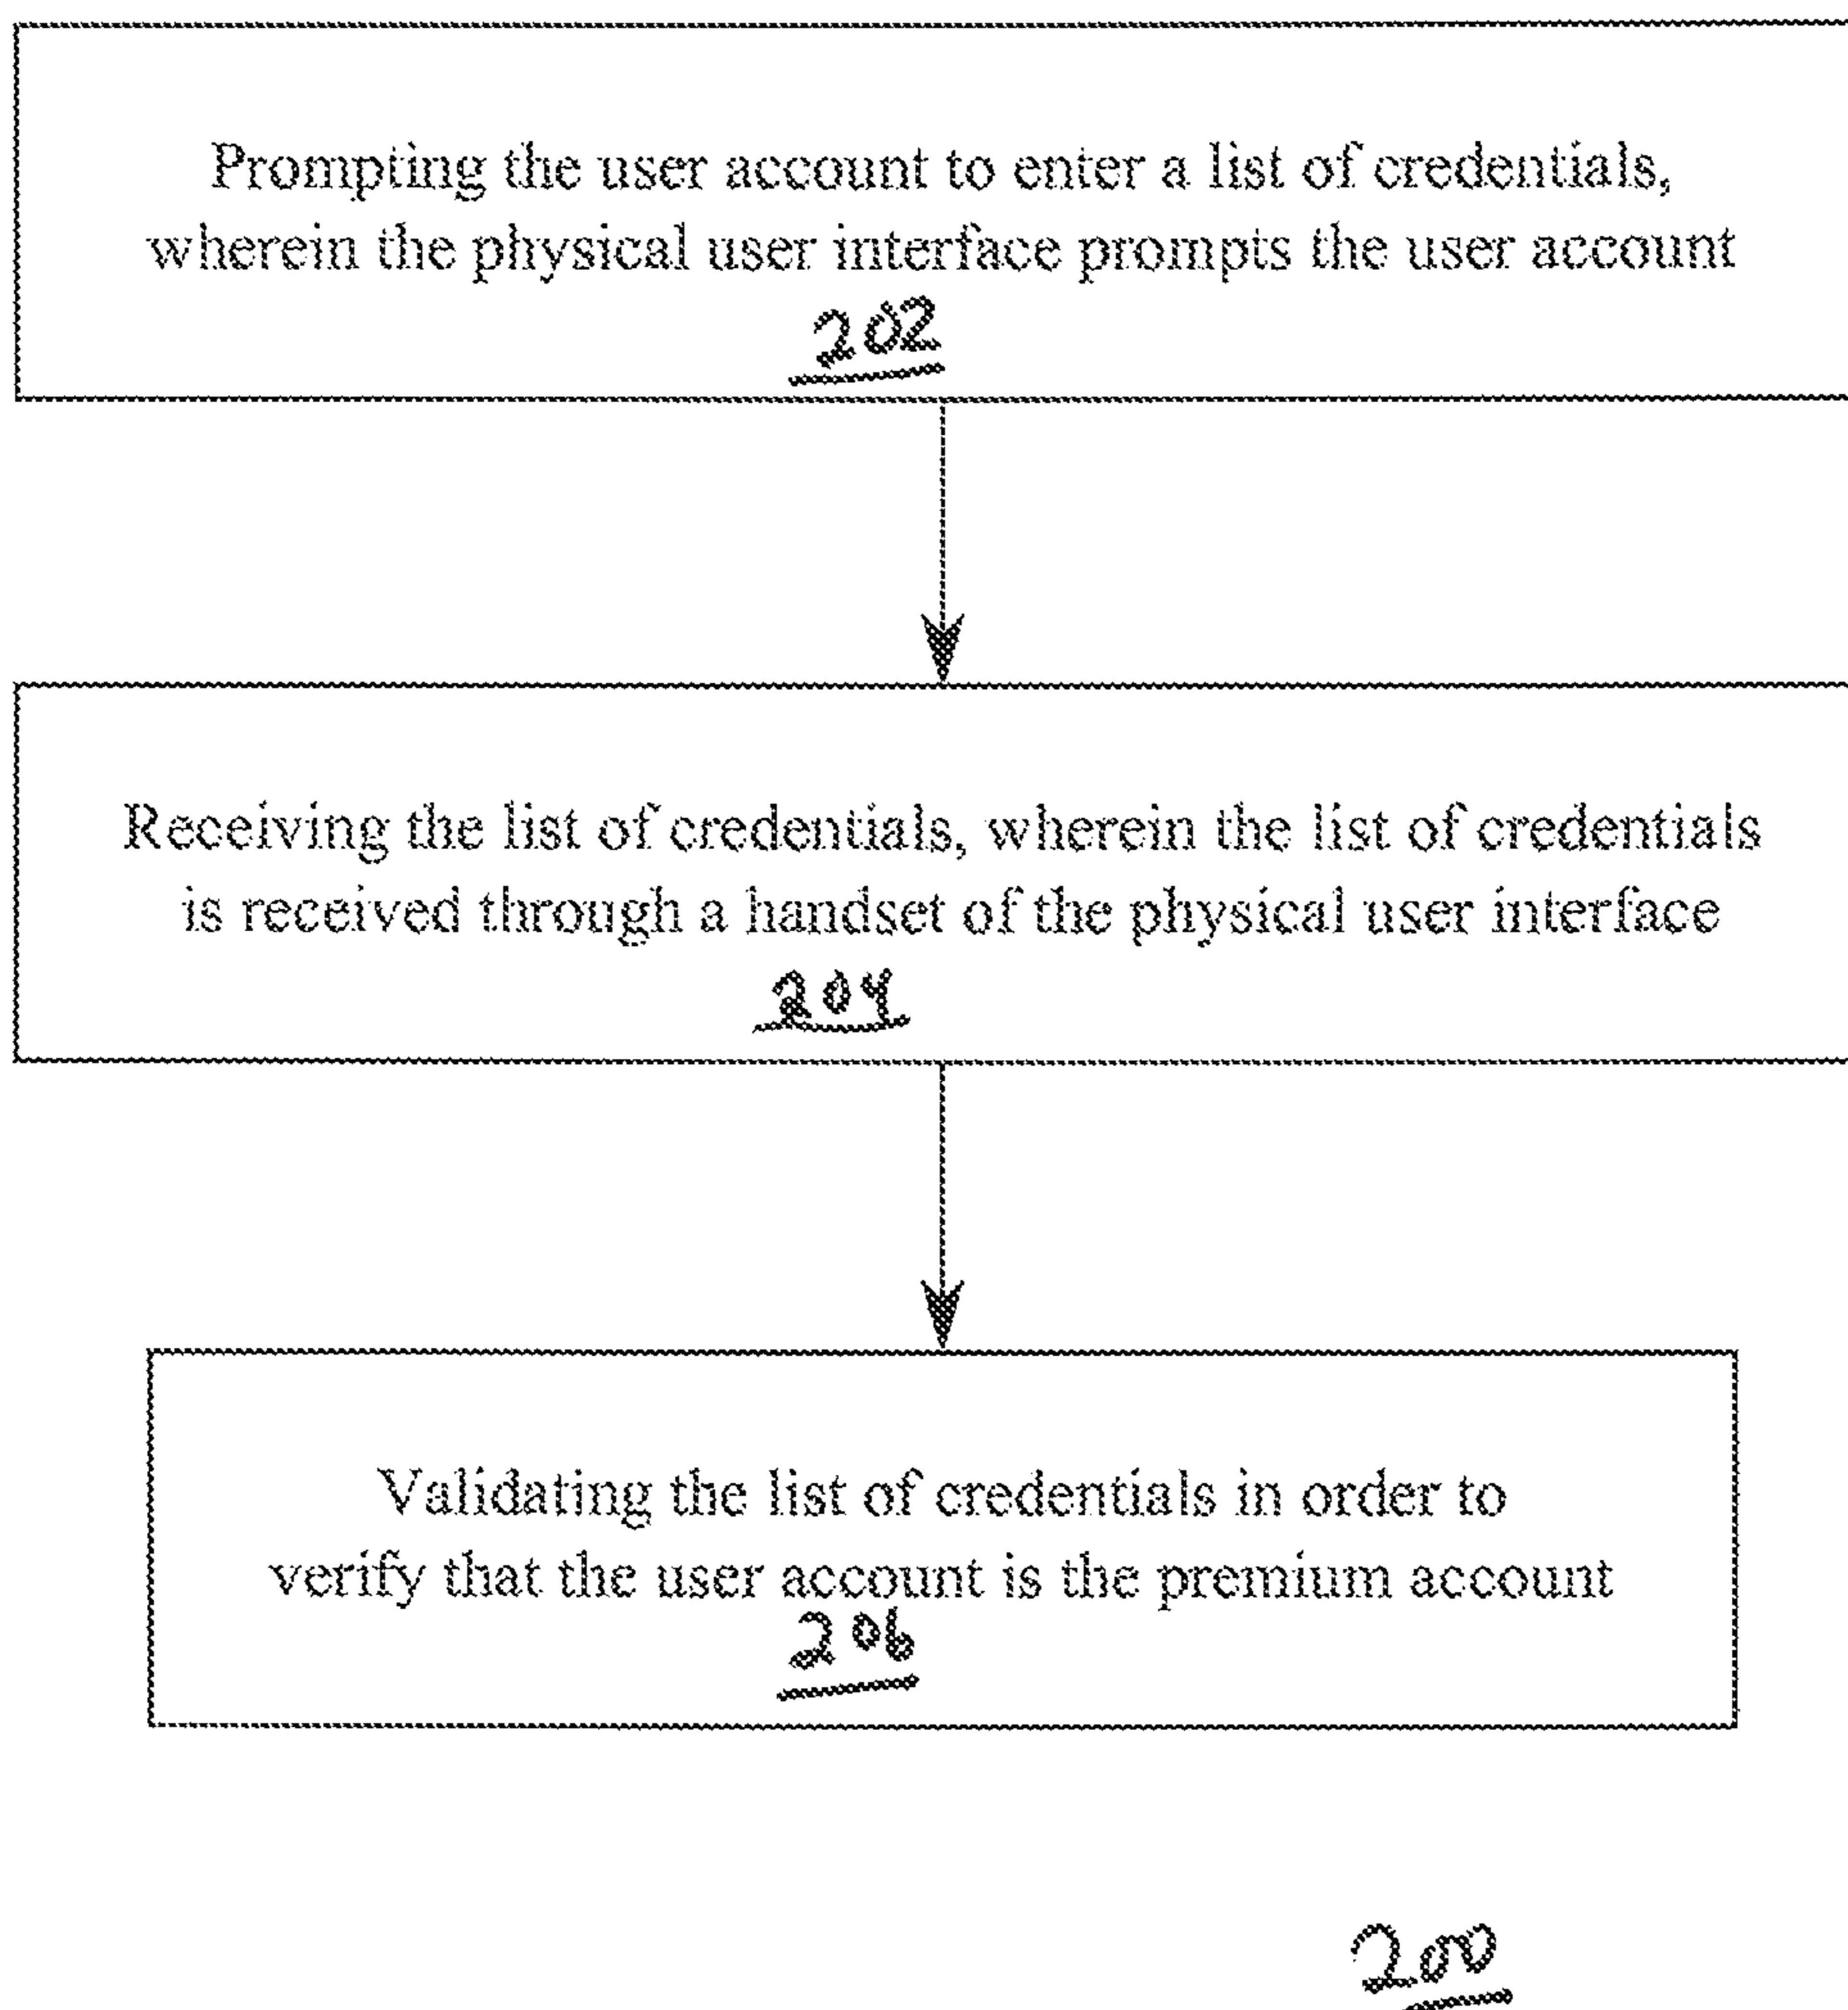 Prompting the user account to enter a list of credentials,
wherein the physical user interface prompts the user account
202
Receiving the list of credentials, wherein the list of credentials
is received through a handset of the physical user interface
204
Validating the list of credentials in order to
verify that the user account is the premium account
206
200